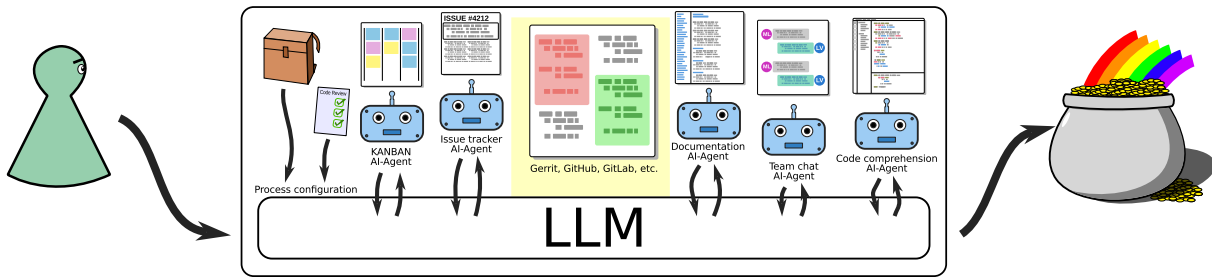 ISSUE #4212
Code Review
ML
LV
ML
LV
KANBAN
AI-Agent
Issue tracker
AI-Agent
Gerrit, GitHub, GitLab, etc.
Documentation
AI-Agent
Team chat
AI-Agent
Code comprehension
AI-Agent
Process configuration
LLM